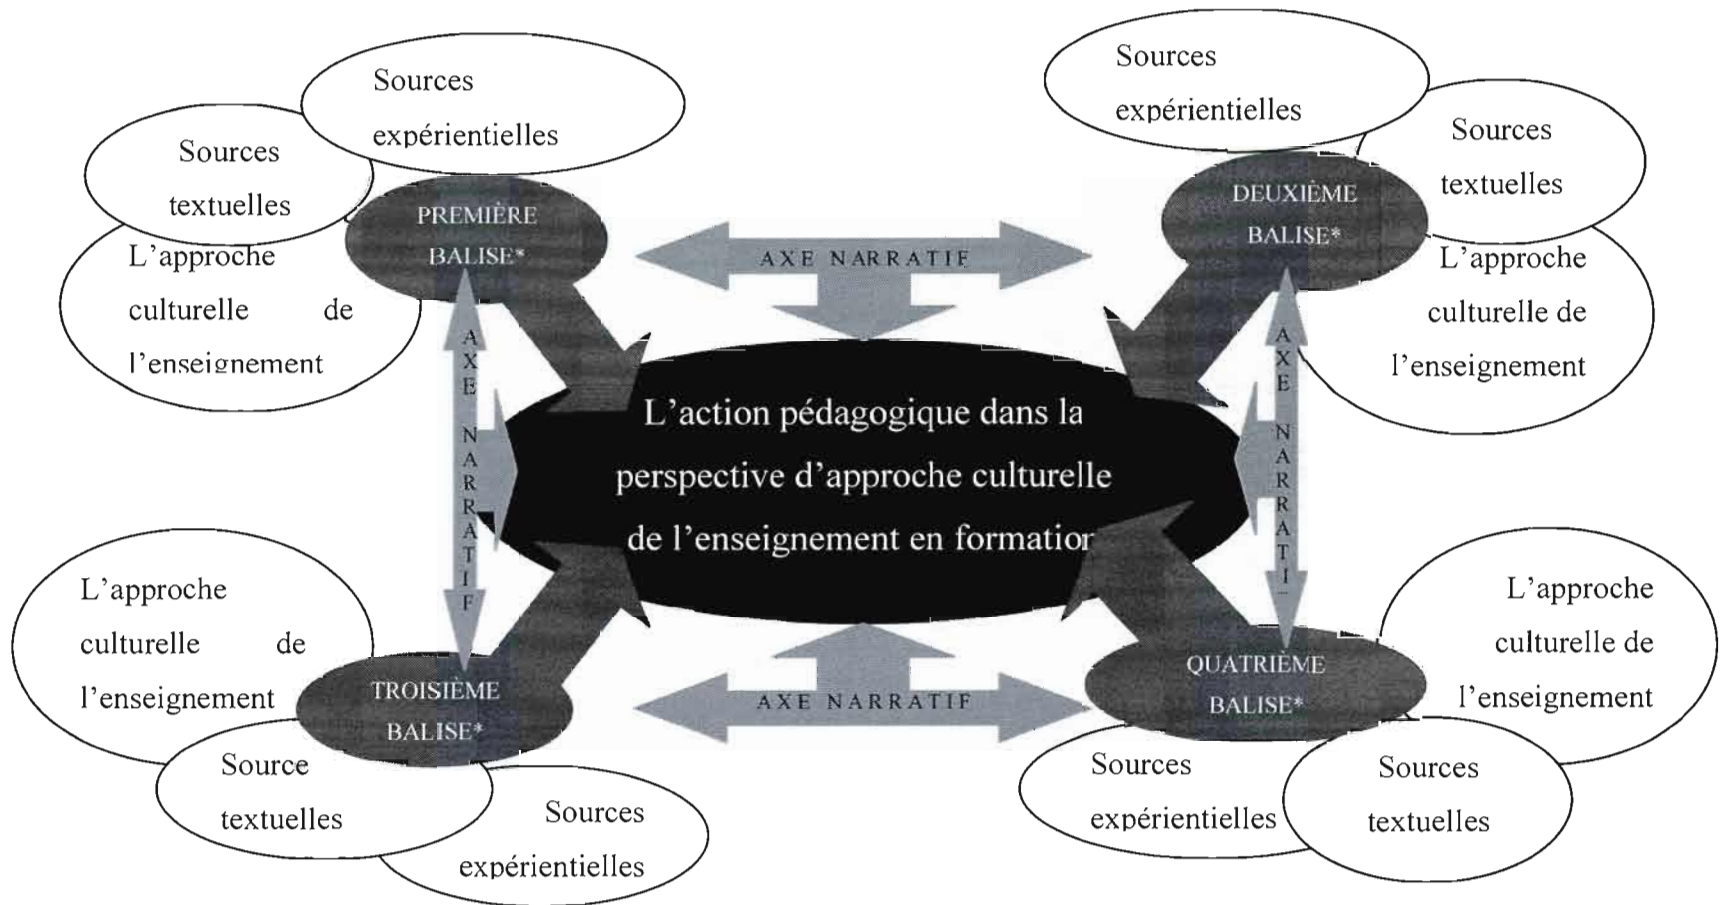 Sources
expérientielles
Sources
textuelles
L'approche
culturelle de
l'enseignement
PREMIÈRE
BALISE*
Sources
expérientielles
Sources
textuelles
L'approche
culturelle de
l'enseignement
DEUXIÈME
BALISE*
AXE NARRATIF
AXE NARRATIF
AXE NARRATI
L'action pédagogique dans la
perspective d'approche culturelle
de l'enseignement en formation
L'approche
culturelle de
l'enseignement
TROISIÈME
BALISE*
Source
textuelles
Sources
expérientielles
AXE NARRATIF
QUATRIÈME
BALISE*
L'approche
culturelle de
l'enseignement
Sources
expérientielles
Sources
textuelles